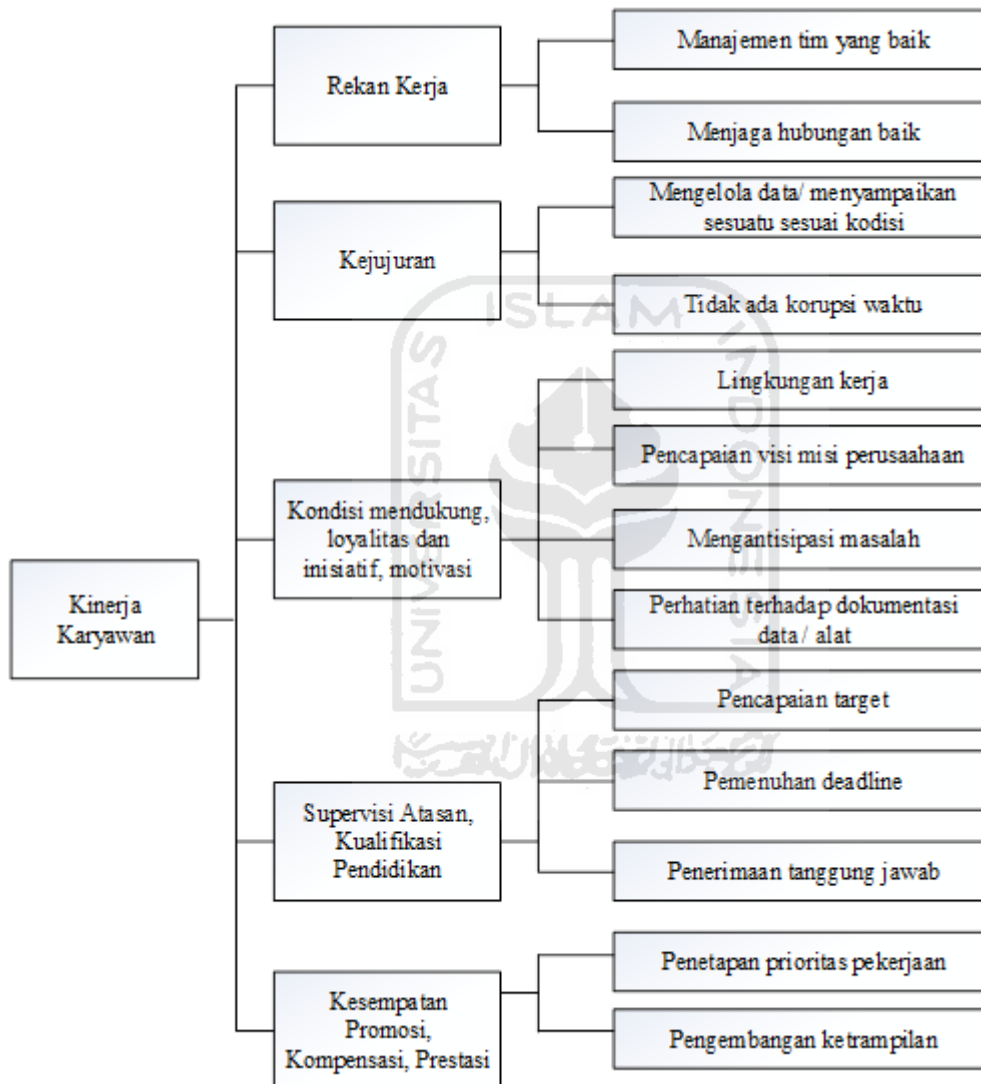 Rekan Kerja
Manajemen tim yang baik
Menjaga hubungan baik
Kejujuran
Mengelola data/ menyampaikan
sesuatu sesuai kodisi
Tidak ada korupsi waktu
Kinerja
Karyawan
Kondisi mendukung,
loyalitas dan
inisiatif, motivasi
Lingkungan kerja
Pencapaian visi misi perusaahaan
Mengantisipasi masalah
Perhatian terhadap dokumentasi
data / alat
Supervisi Atasan,
Kualifikasi
Pendidikan
Pencapaian target
Pemenuhan deadline
Penerimaan tanggung jawab
Kesempatan
Promosi,
Kompensasi, Prestasi
Penetapan prioritas pekerjaan
Pengembangan ketrampilan
UNIVERSITAS
ISLAM
INDONESIA